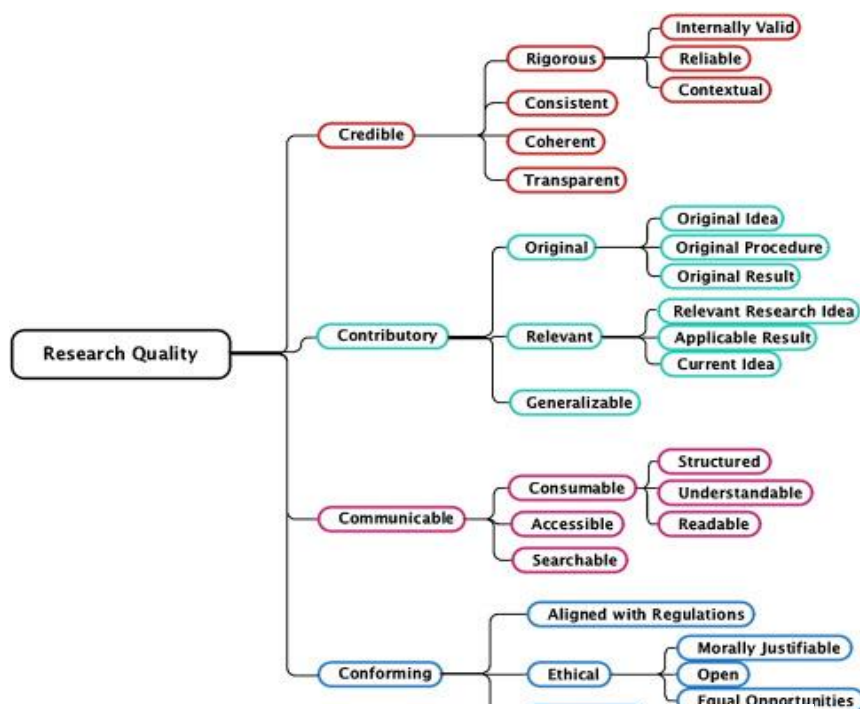 Research Quality
Credible
Rigorous
Internally Valid
Reliable
Contextual
Consistent
Coherent
Transparent
Contributory
Original
Original Idea
Original Procedure
Original Result
Relevant
Relevant Research Idea
Applicable Result
Current Idea
Generalizable
Communicable
Consumable
Structured
Understandable
Readable
Accessible
Searchable
Conforming
Aligned with Regulations
Ethical
Morally Justifiable
Open
Equal Opportunities